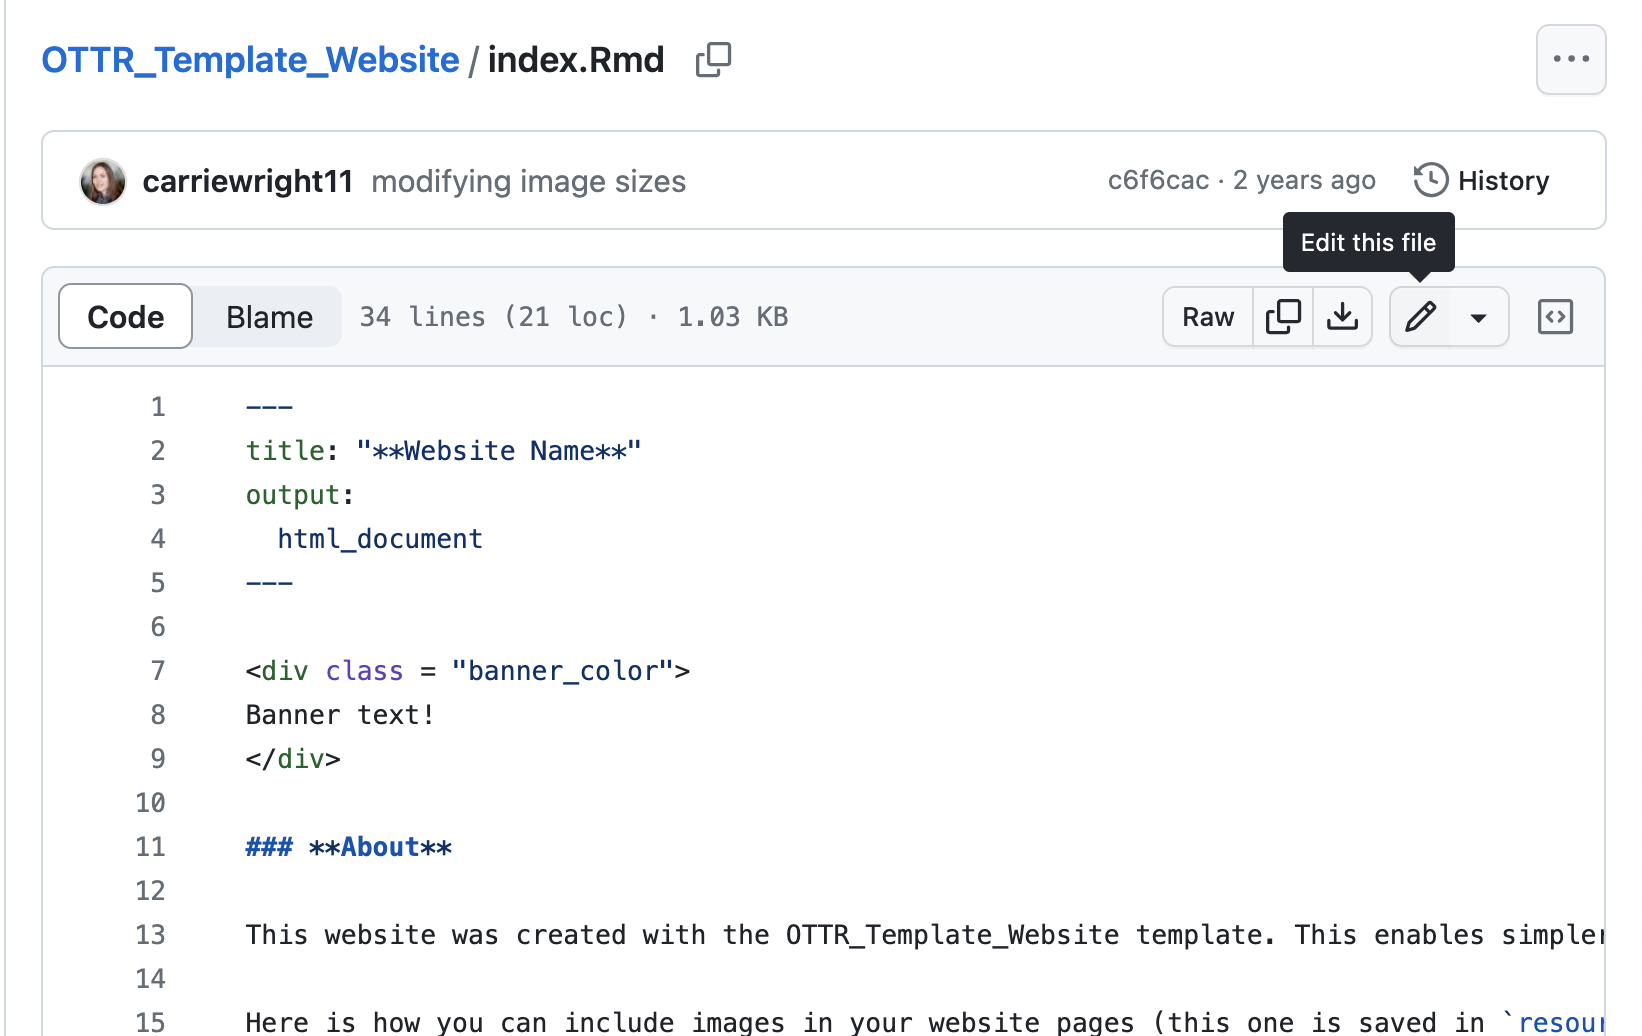 OTTR_Template_Website / index.Rmd
carriewright11 modifying image sizes c6f6cac · 2 years ago History
Edit this file
Code Blame 34 lines (21 loc) · 1.03 KB Raw
1 ---
2 title: "**Website Name**"
3 output:
4   html_document
5 ---
6
7 <div class = "banner_color">
8 Banner text!
9 </div>
10
11 ### **About**
12
13 This website was created with the OTTR_Template_Website template. This enables simpler
14
15 Here is how you can include images in your website pages (this one is saved in `resour